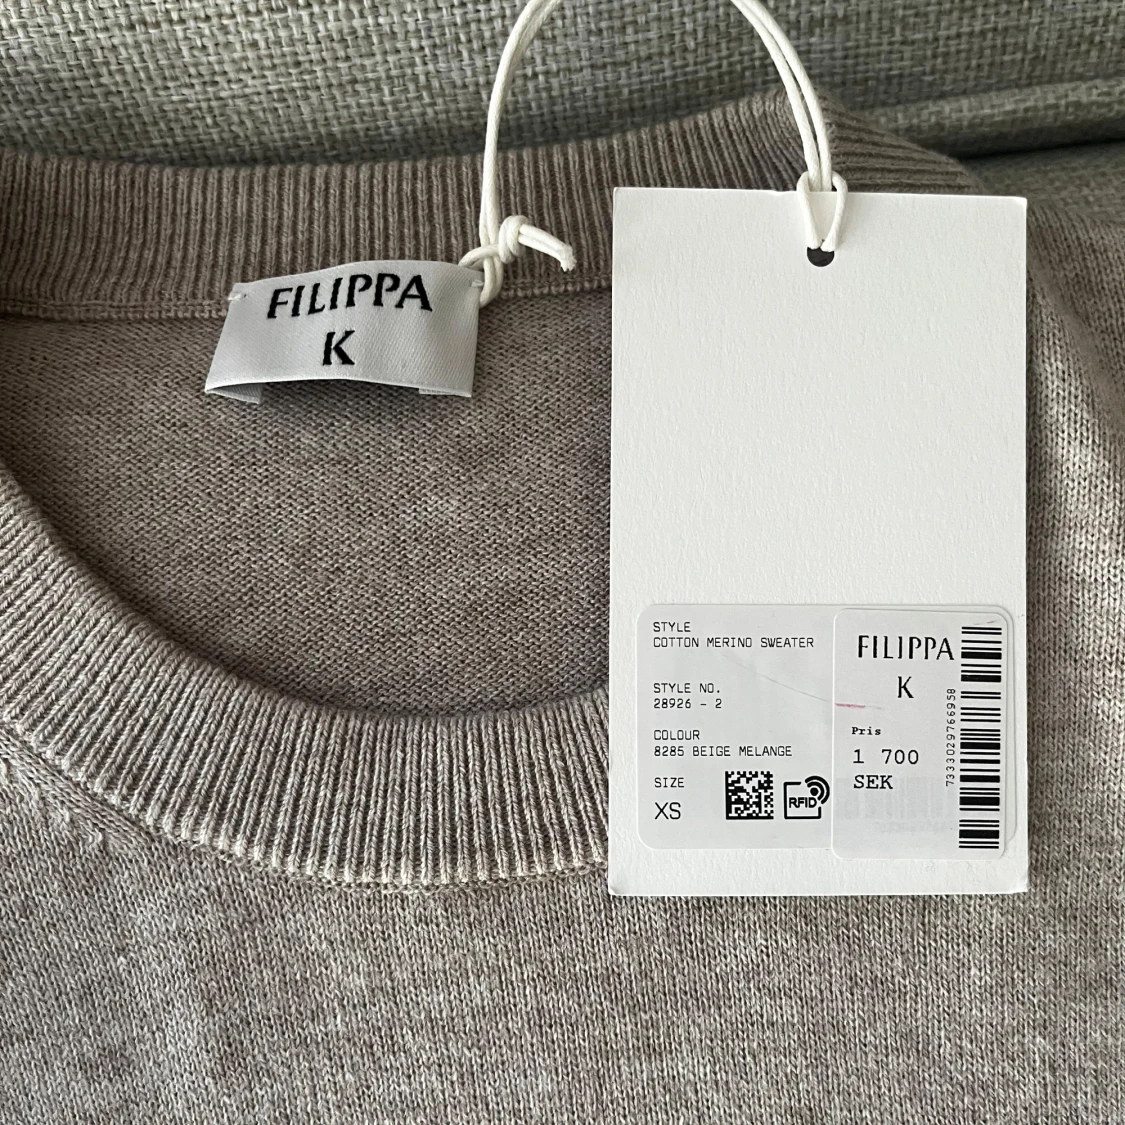 FILIPPA
K
STYLE
COTTON MERINO SWEATER
STYLE NO.
28926 - 2
COLOUR
8285 BEIGE MELANGE
SIZE
XS
RFID
FILIPPA
K
Pris
1 700
SEK
7333029766958